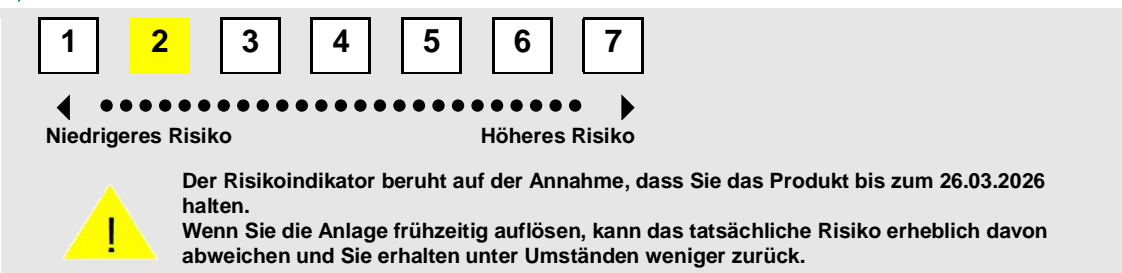 1 2 3 4 5 6 7
Niedrigeres Risiko Höheres Risiko
! Der Risikoindikator beruht auf der Annahme, dass Sie das Produkt bis zum 26.03.2026
halten.
Wenn Sie die Anlage frühzeitig auflösen, kann das tatsächliche Risiko erheblich davon
abweichen und Sie erhalten unter Umständen weniger zurück.